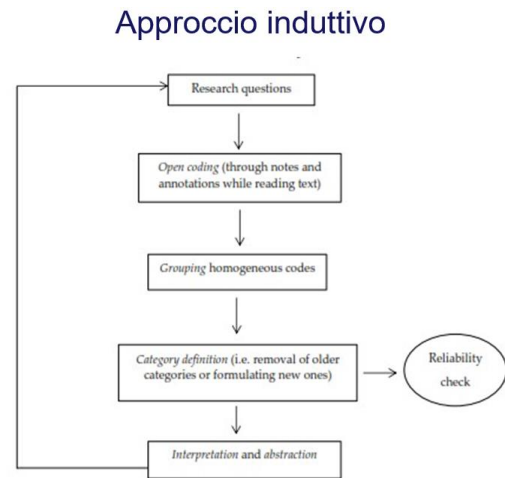 Approccio induttivo
Research questions
Open coding (through notes and
annotations while reading text)
Grouping homogeneous codes
Category definition (i.e. removal of older
categories or formulating new ones)
Reliability
check
Interpretation and abstraction